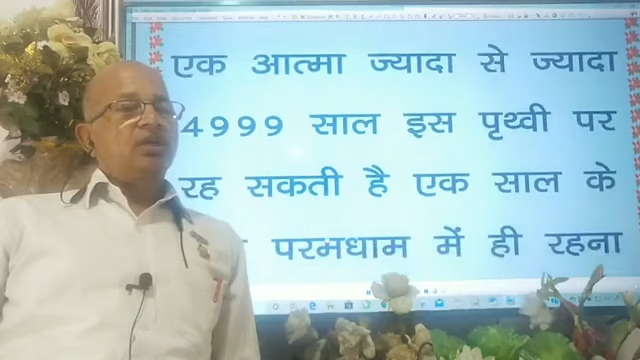 एक आत्मा ज्यादा से ज्यादा
4999 साल इस पृथ्वी पर
रह सकती है एक साल के
परमधाम में ही रहना